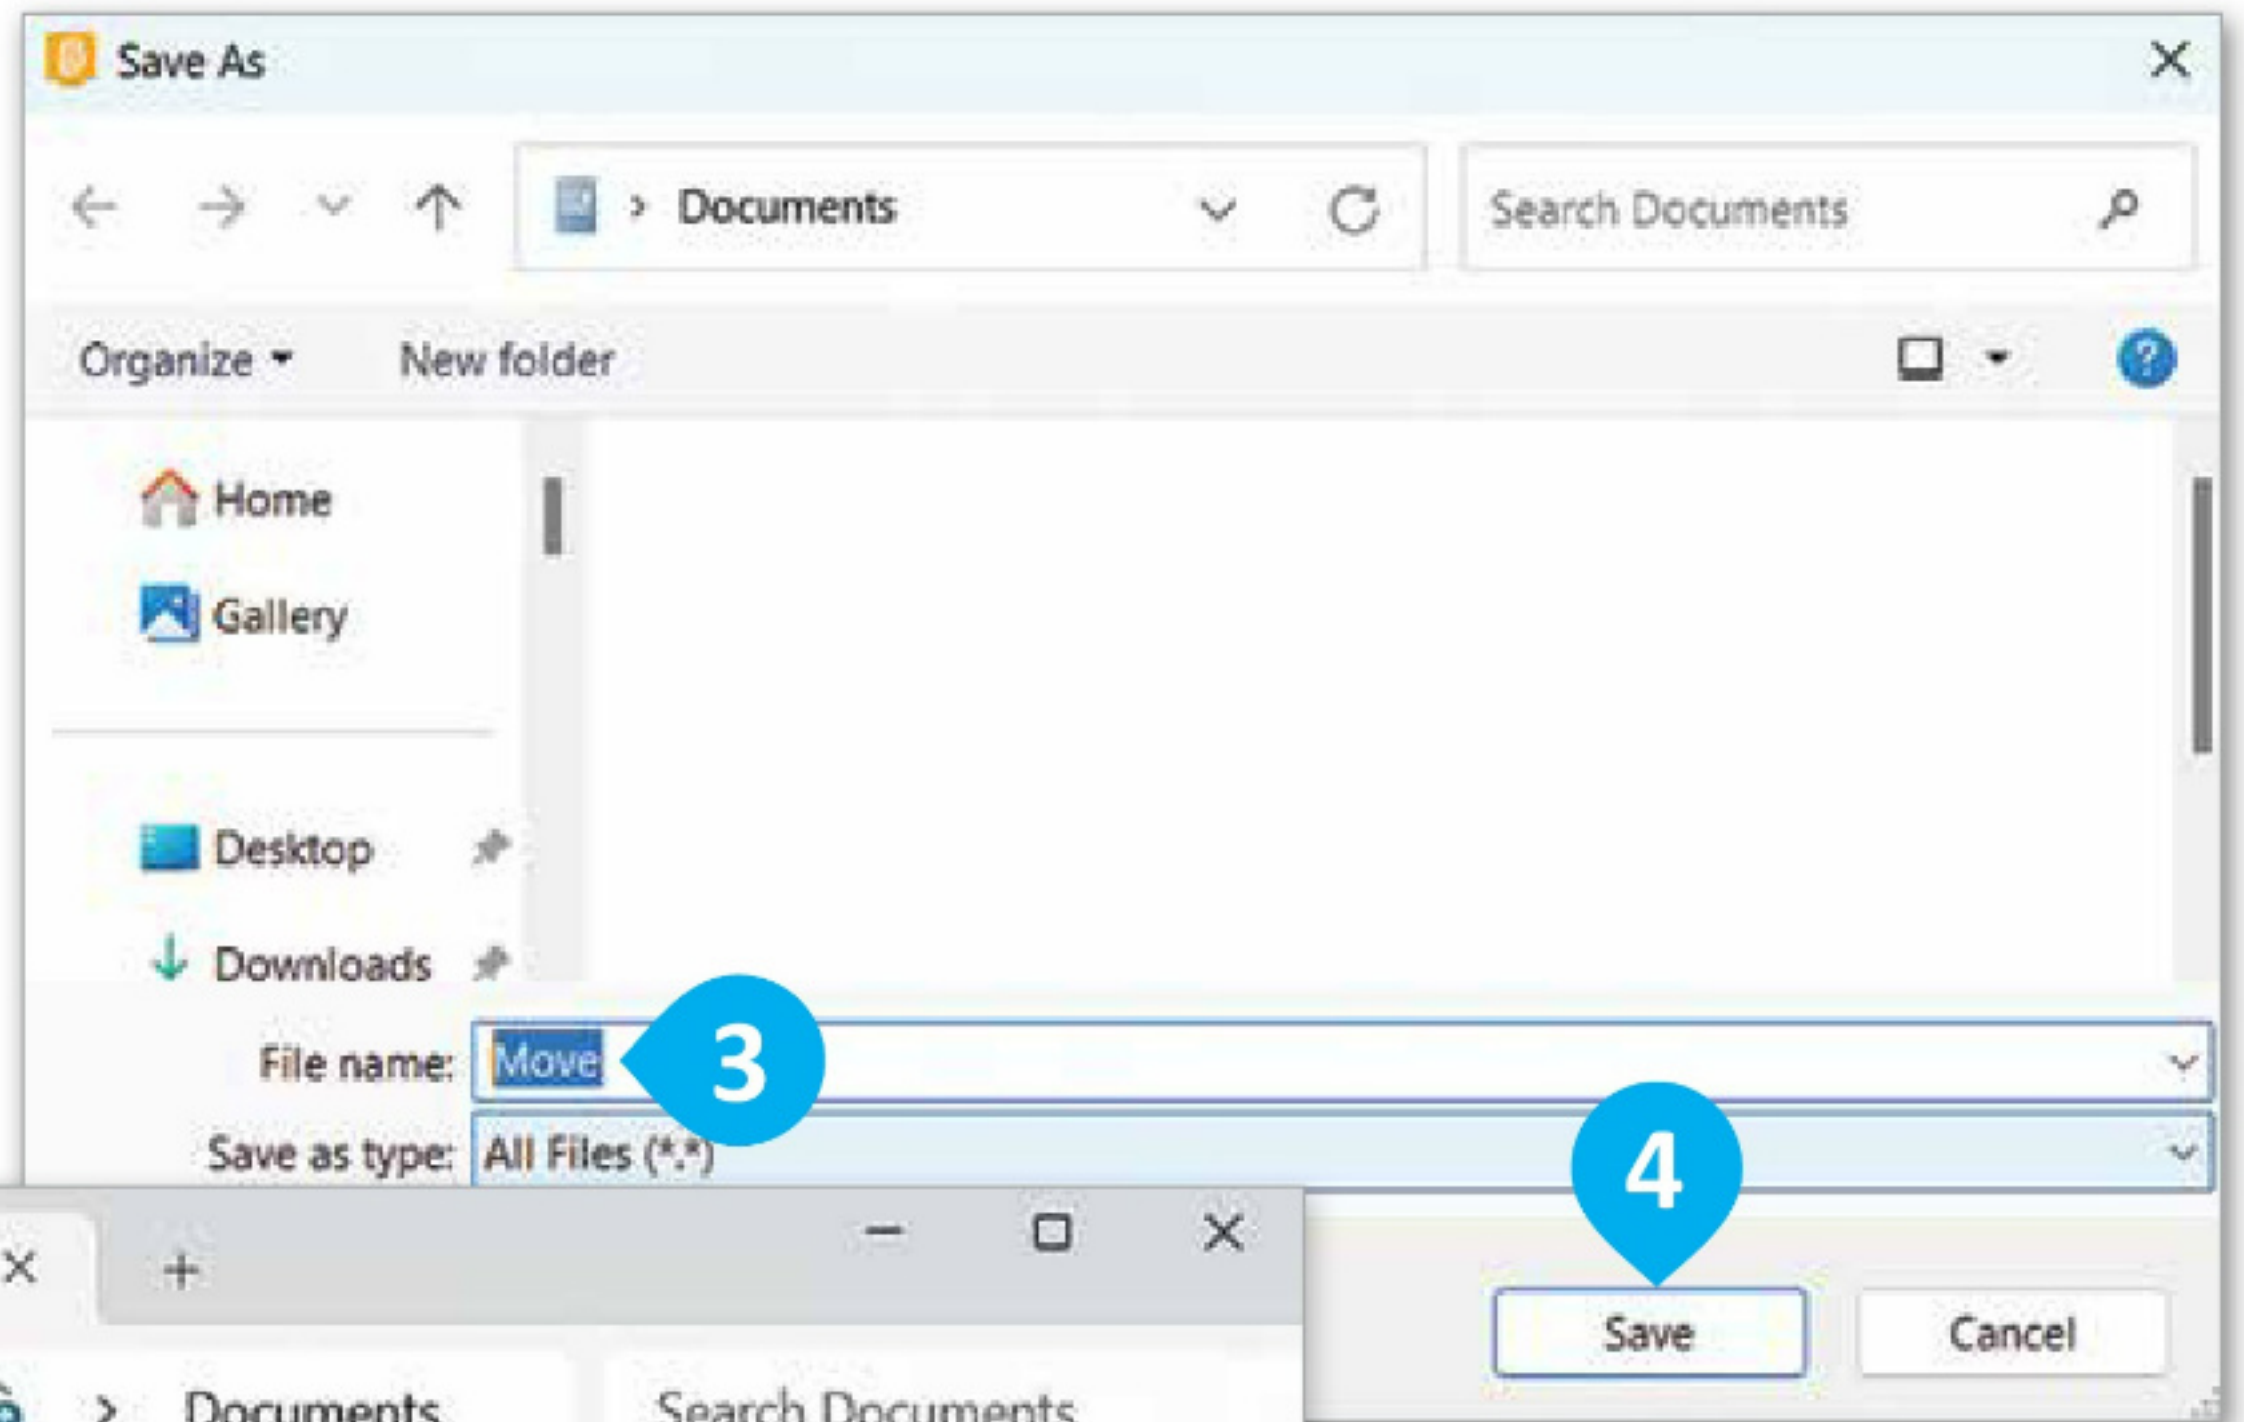 Save As
Documents
Search Documents
Organize
New folder
Home
Gallery
Desktop
Downloads
File name: Move
3
Save as type: All Files (*.*)
4
Save
Cancel
Documents
Search Documents